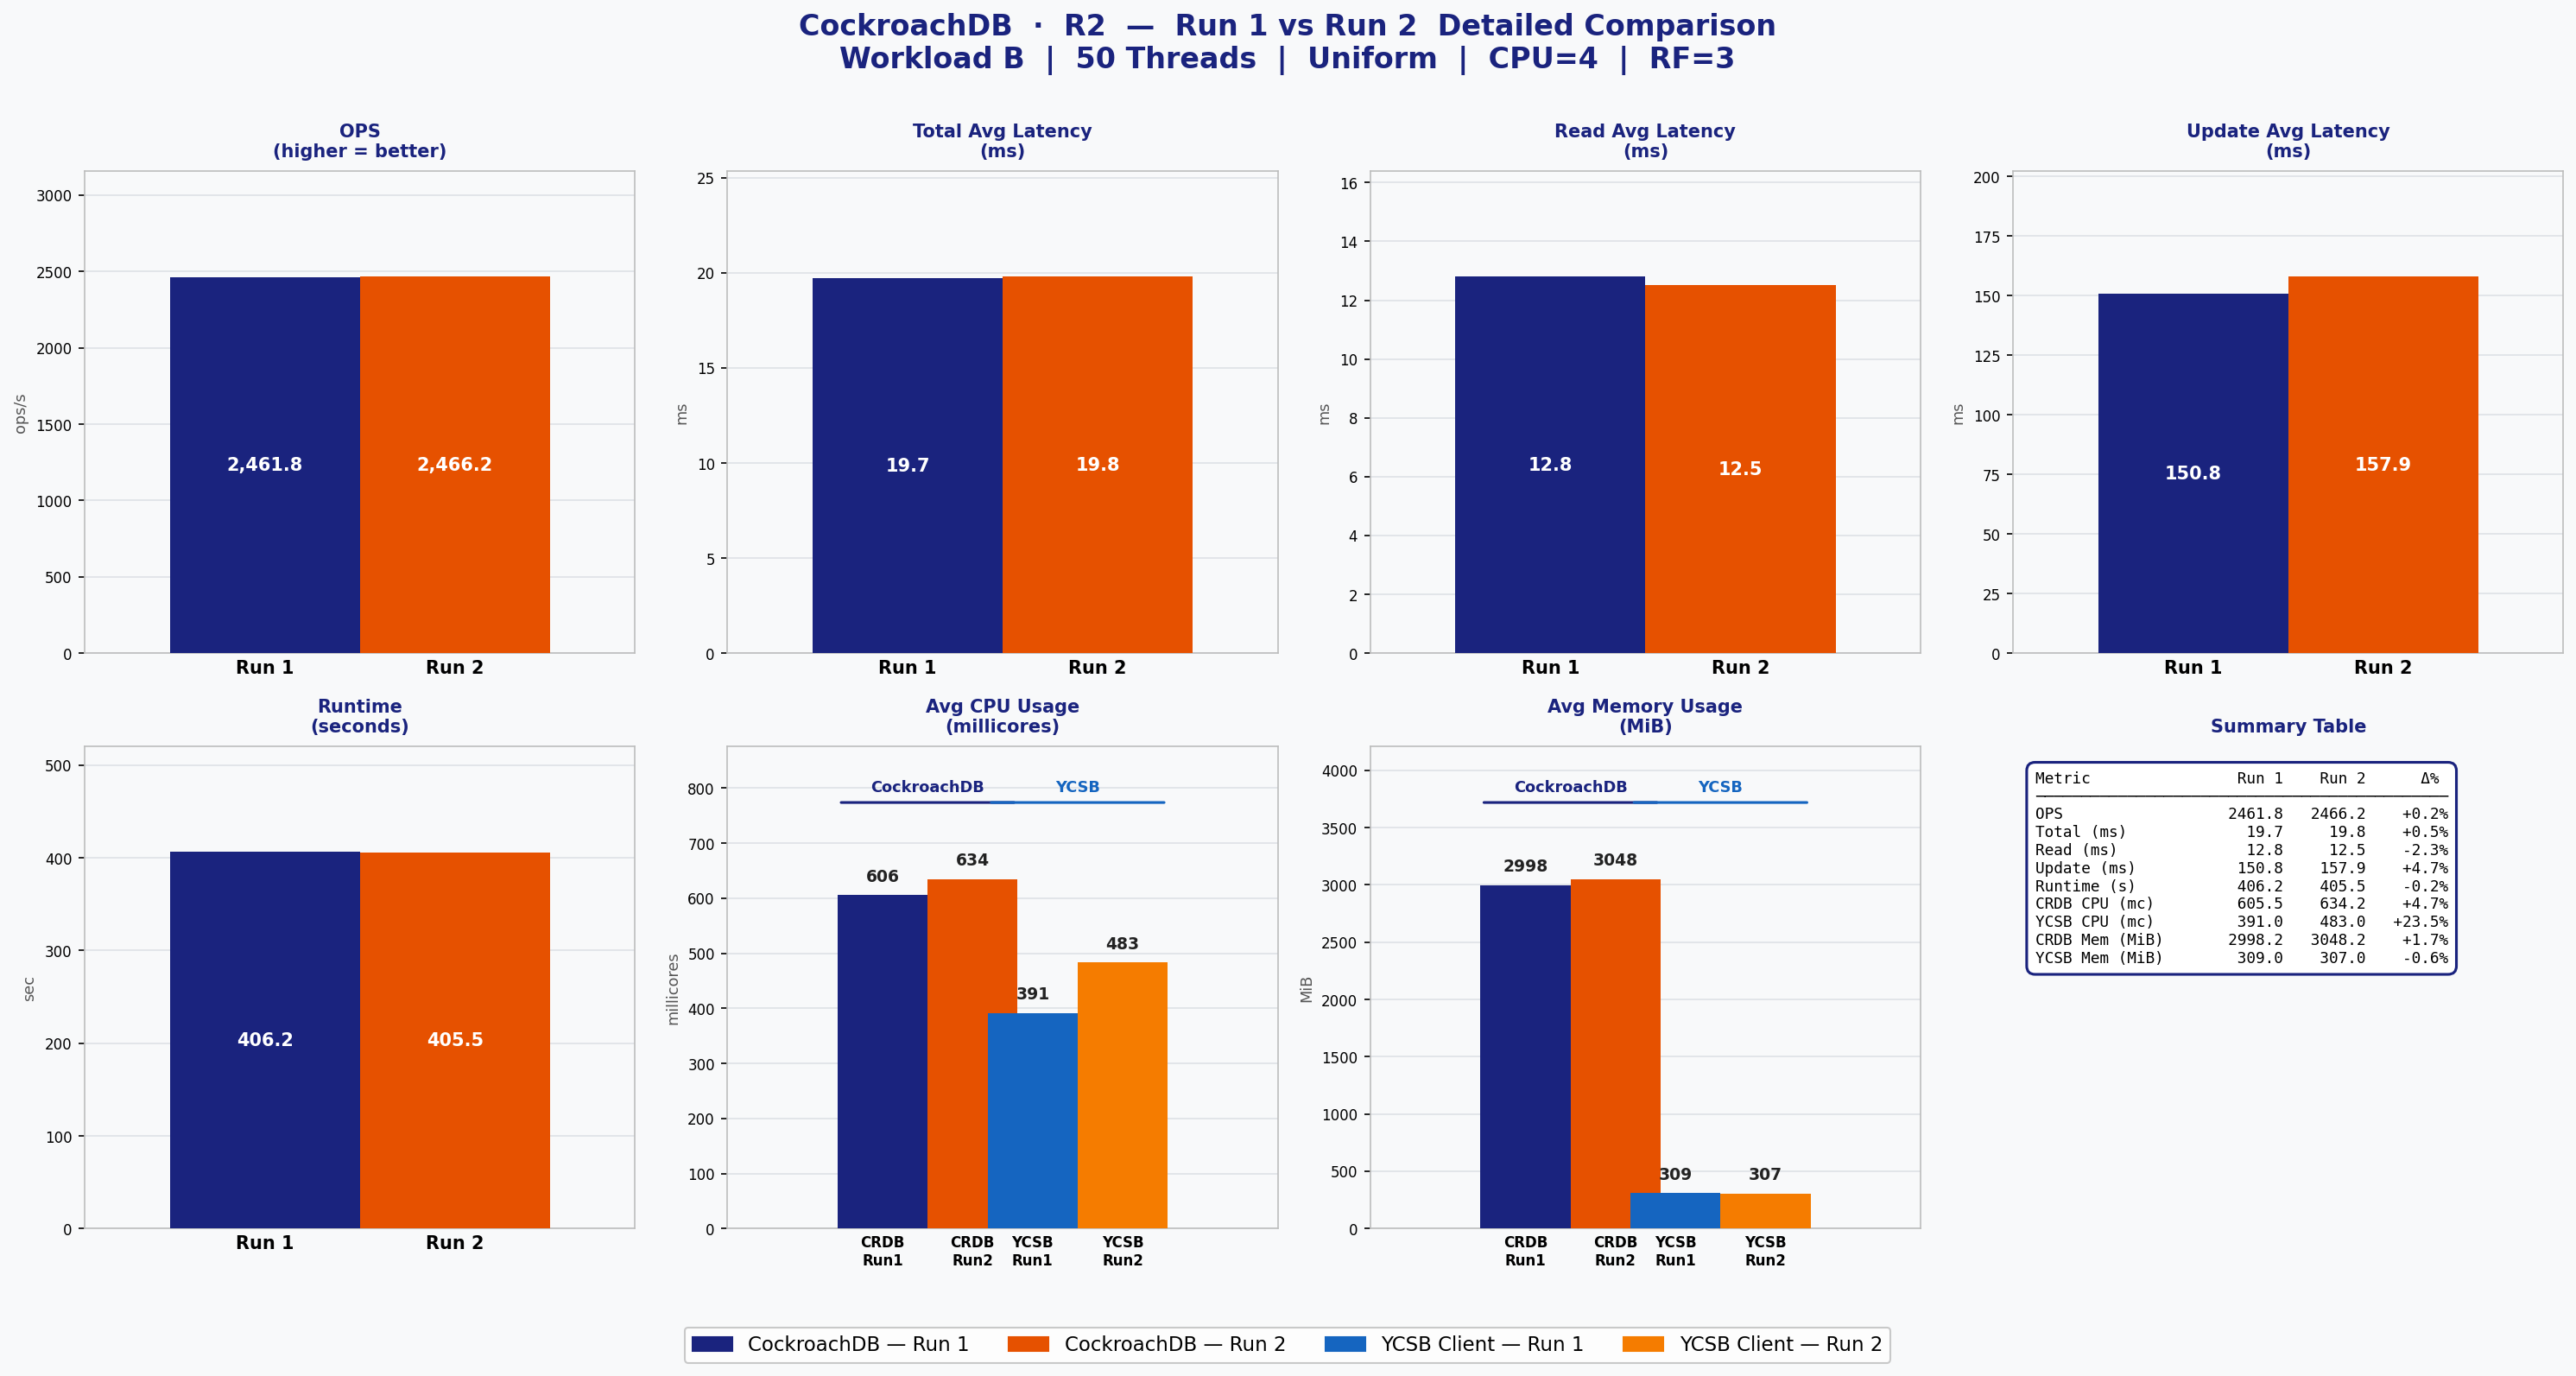 CockroachDB · R2 — Run 1 vs Run 2 Detailed Comparison
Workload B | 50 Threads | Uniform | CPU=4 | RF=3
OPS
(higher = better)
3000
2500
2000
1500
1000
500
0
ops/s
2,461.8
2,466.2
Run 1
Run 2
Total Avg Latency
(ms)
25
20
15
10
5
0
ms
19.7
19.8
Run 1
Run 2
Read Avg Latency
(ms)
16
14
12
10
8
6
4
2
0
ms
12.8
12.5
Run 1
Run 2
Update Avg Latency
(ms)
200
175
150
125
100
75
50
25
0
ms
150.8
157.9
Run 1
Run 2
Runtime
(seconds)
500
400
300
200
100
0
sec
406.2
405.5
Run 1
Run 2
Avg CPU Usage
(millicores)
800
700
600
500
400
300
200
100
0
millicores
CockroachDB
YCSB
606
634
391
483
CRDB
Run1
CRDB
Run2
YCSB
Run1
YCSB
Run2
Avg Memory Usage
(MiB)
4000
3500
3000
2500
2000
1500
1000
500
0
MiB
CockroachDB
YCSB
2998
3048
309
307
CRDB
Run1
CRDB
Run2
YCSB
Run1
YCSB
Run2
Summary Table
Metric Run 1 Run 2 Δ%
OPS 2461.8 2466.2 +0.2%
Total (ms) 19.7 19.8 +0.5%
Read (ms) 12.8 12.5 -2.3%
Update (ms) 150.8 157.9 +4.7%
Runtime (s) 406.2 405.5 -0.2%
CRDB CPU (mc) 605.5 634.2 +4.7%
YCSB CPU (mc) 391.0 483.0 +23.5%
CRDB Mem (MiB) 2998.2 3048.2 +1.7%
YCSB Mem (MiB) 309.0 307.0 -0.6%
CockroachDB — Run 1
CockroachDB — Run 2
YCSB Client — Run 1
YCSB Client — Run 2